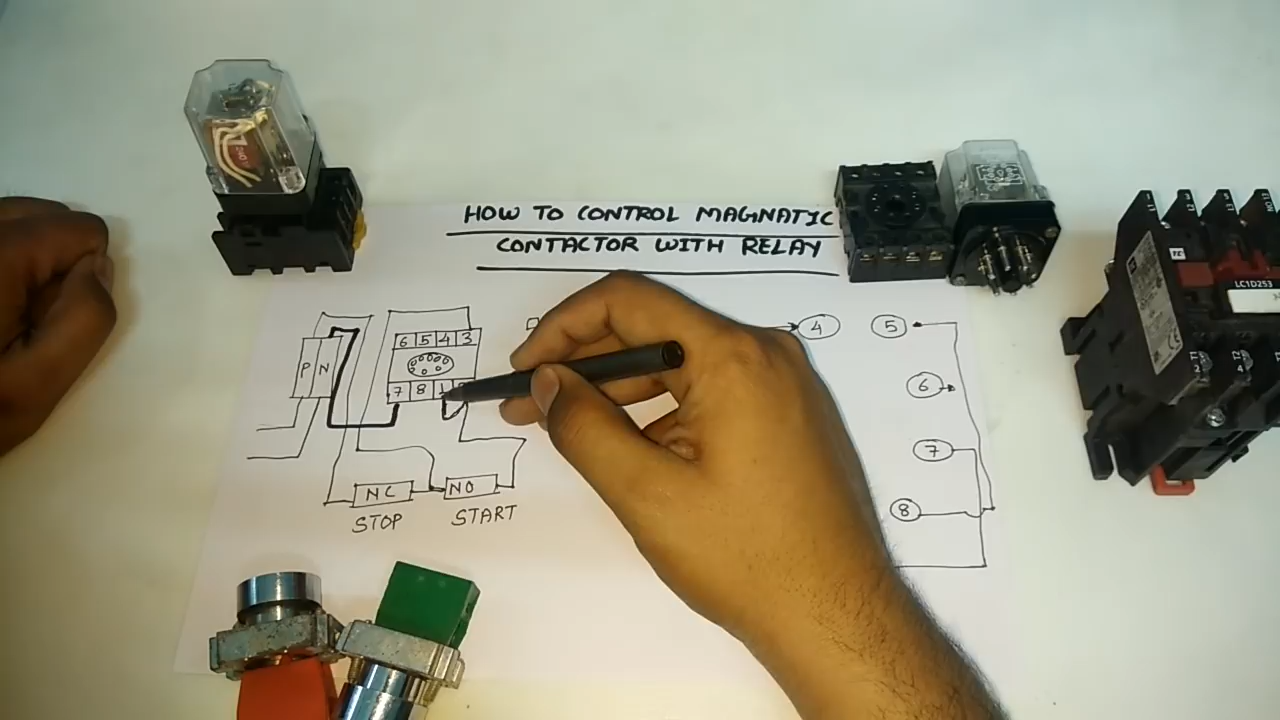 HOW TO CONTROL MAGNATIC
CONTACTOR WITH RELAY
LC1D253
P N
6 5 4 3
7 8 1
4
5
6
7
8
NC
NO
STOP
START